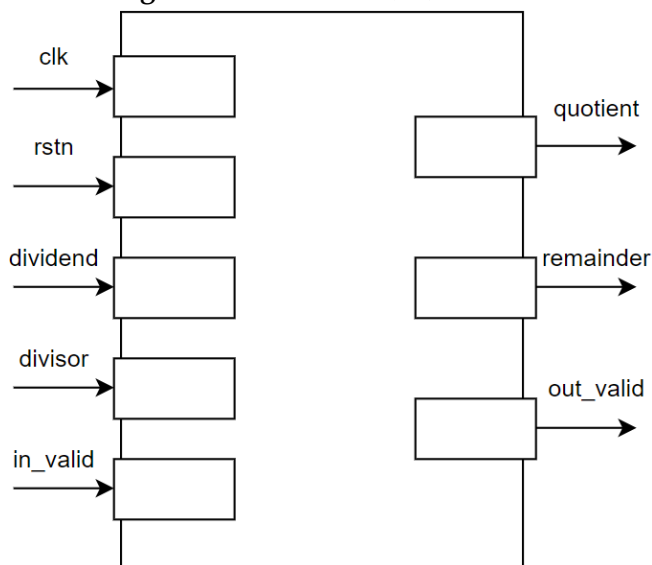 clk
rstn
dividend
divisor
in_valid
quotient
remainder
out_valid